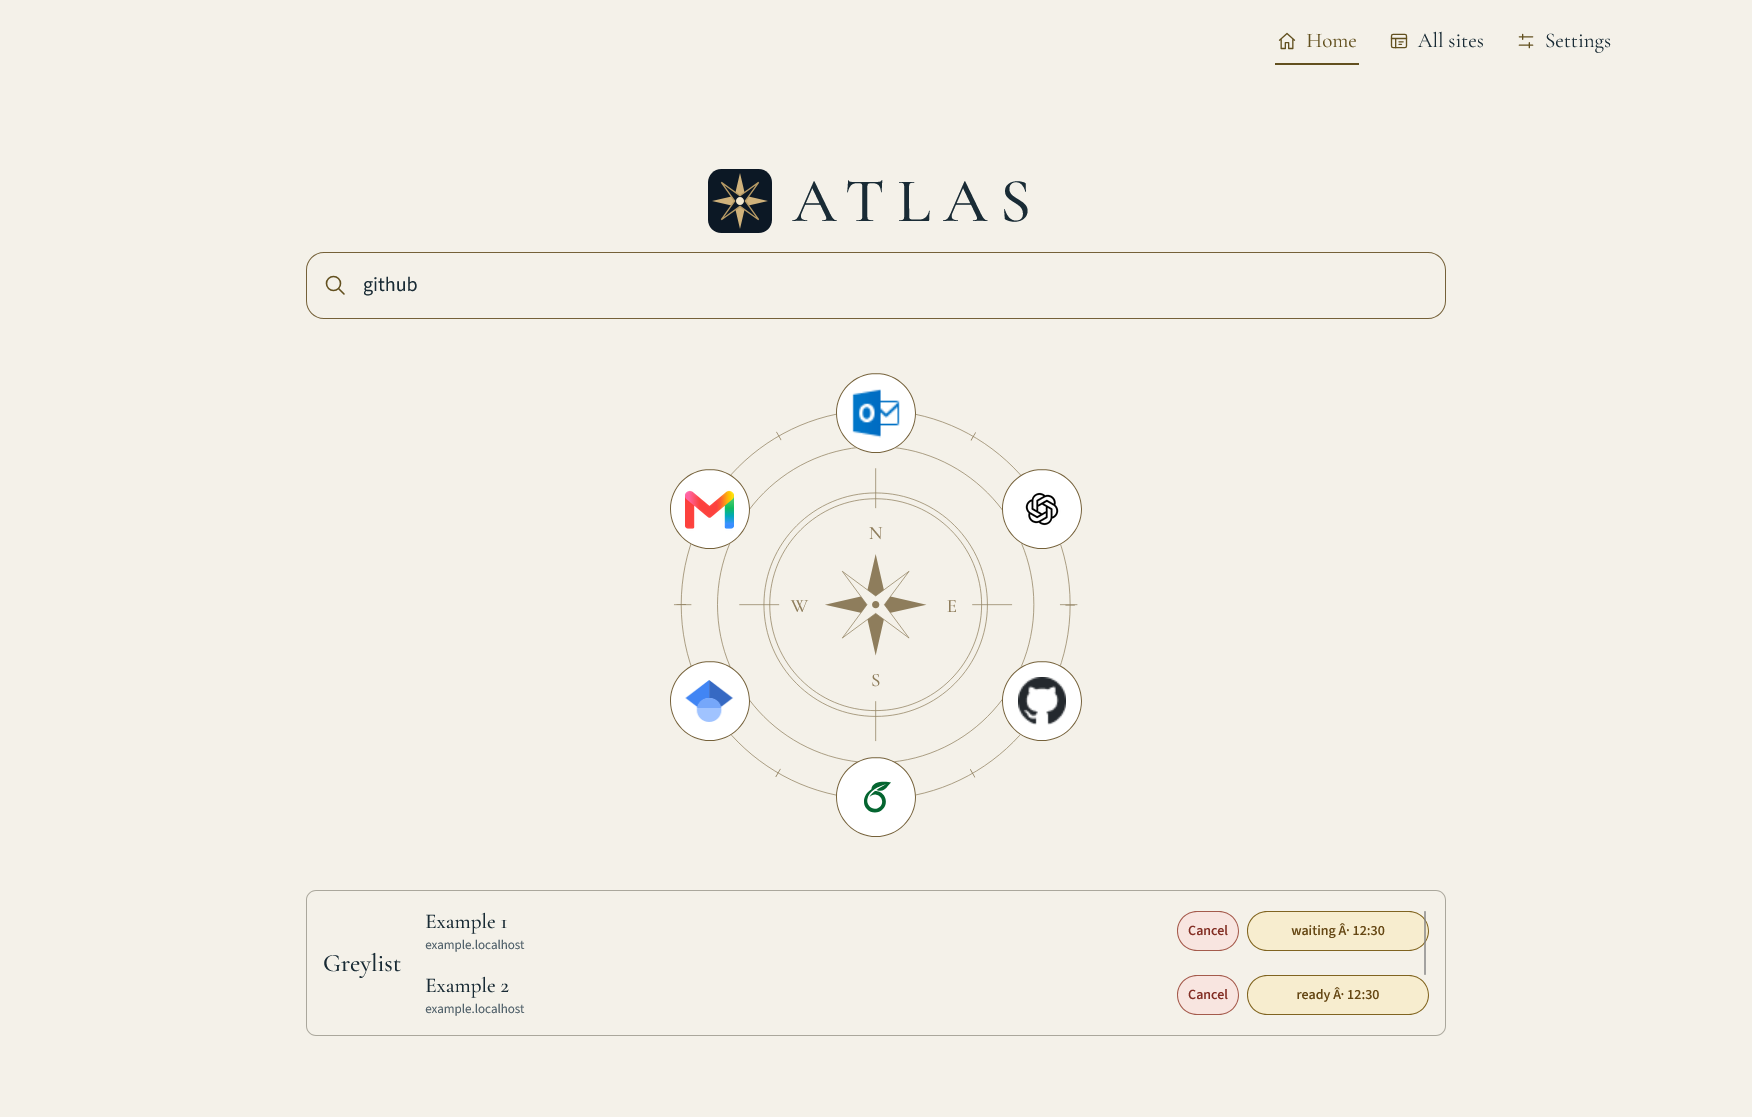 Home
All sites
Settings
ATLAS
github
N
W
E
S
Greylist
Example 1
example.localhost
Cancel
waiting Â· 12:30
Example 2
example.localhost
Cancel
ready Â· 12:30